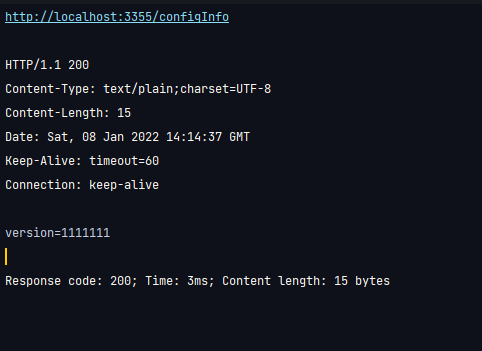 http://localhost:3355/configInfo
HTTP/1.1 200
Content-Type: text/plain;charset=UTF-8
Content-Length: 15
Date: Sat, 08 Jan 2022 14:14:37 GMT
Keep-Alive: timeout=60
Connection: keep-alive
version=1111111
Response code: 200; Time: 3ms; Content length: 15 bytes